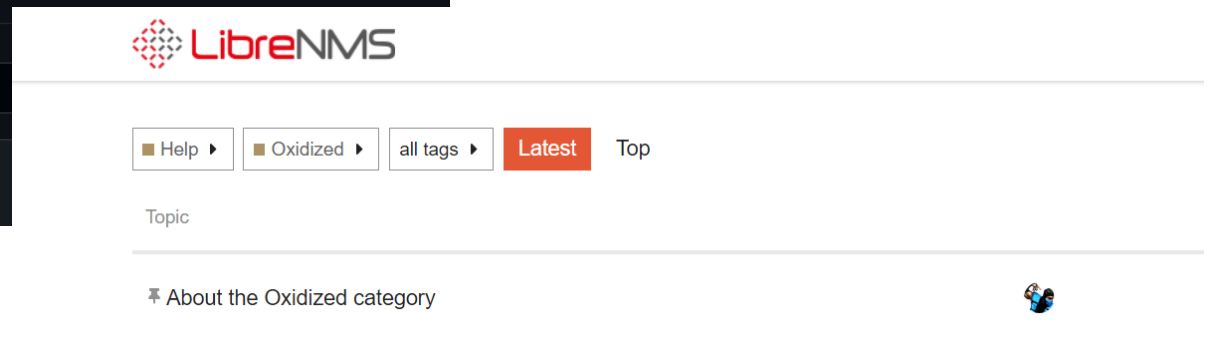 LibreNMS
Help Oxidized all tags Latest Top
Topic
About the Oxidized category